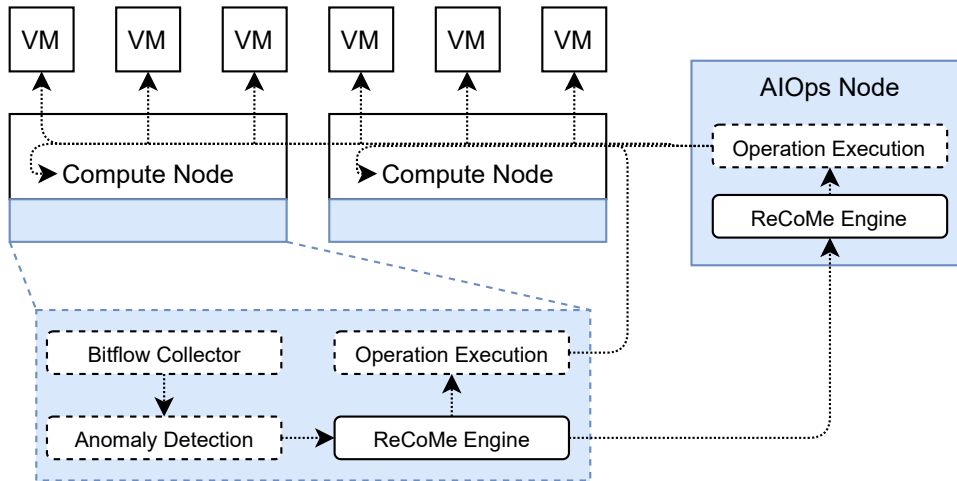 VM
VM
VM
VM
VM
VM
AIOps Node
Operation Execution
ReCoMe Engine
Compute Node
Compute Node
Bitflow Collector
Operation Execution
Anomaly Detection
ReCoMe Engine